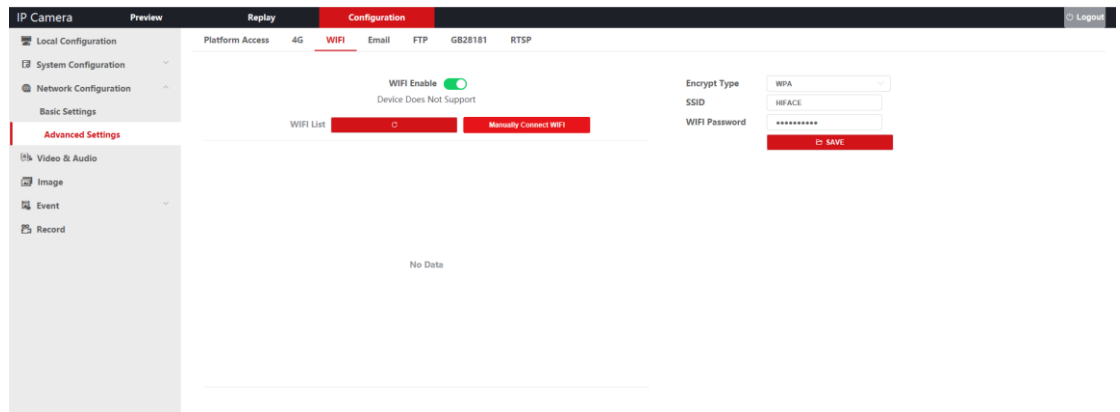 IP Camera Preview Replay Configuration Logout
Local Configuration
System Configuration
Network Configuration
Basic Settings
Advanced Settings
Video & Audio
Image
Event
Record
Platform Access 4G WIFI Email FTP GB28181 RTSP
WIFI Enable
Device Does Not Support
WIFI List Manually Connect WIFI
No Data
Encrypt Type WPA
SSID HIFACE
WIFI Password ••••••••••
SAVE